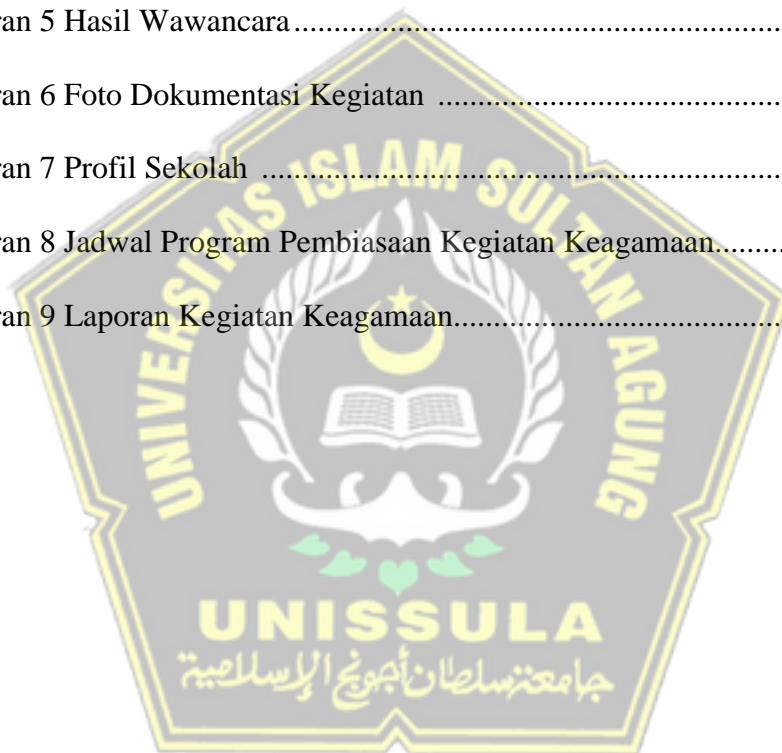 ran 5 Hasil Wawancara................................................................
ran 6 Foto Dokumentasi Kegiatan ..............................................
ran 7 Profil Sekolah ....................................................................
ran 8 Jadwal Program Pembiasaan Kegiatan Keagamaan.........
ran 9 Laporan Kegiatan Keagamaan...........................................
UNIVERSITAS ISLAM SULTAN AGUNG
UNISSULA
جامعة سلطان أجونج الإسلامية